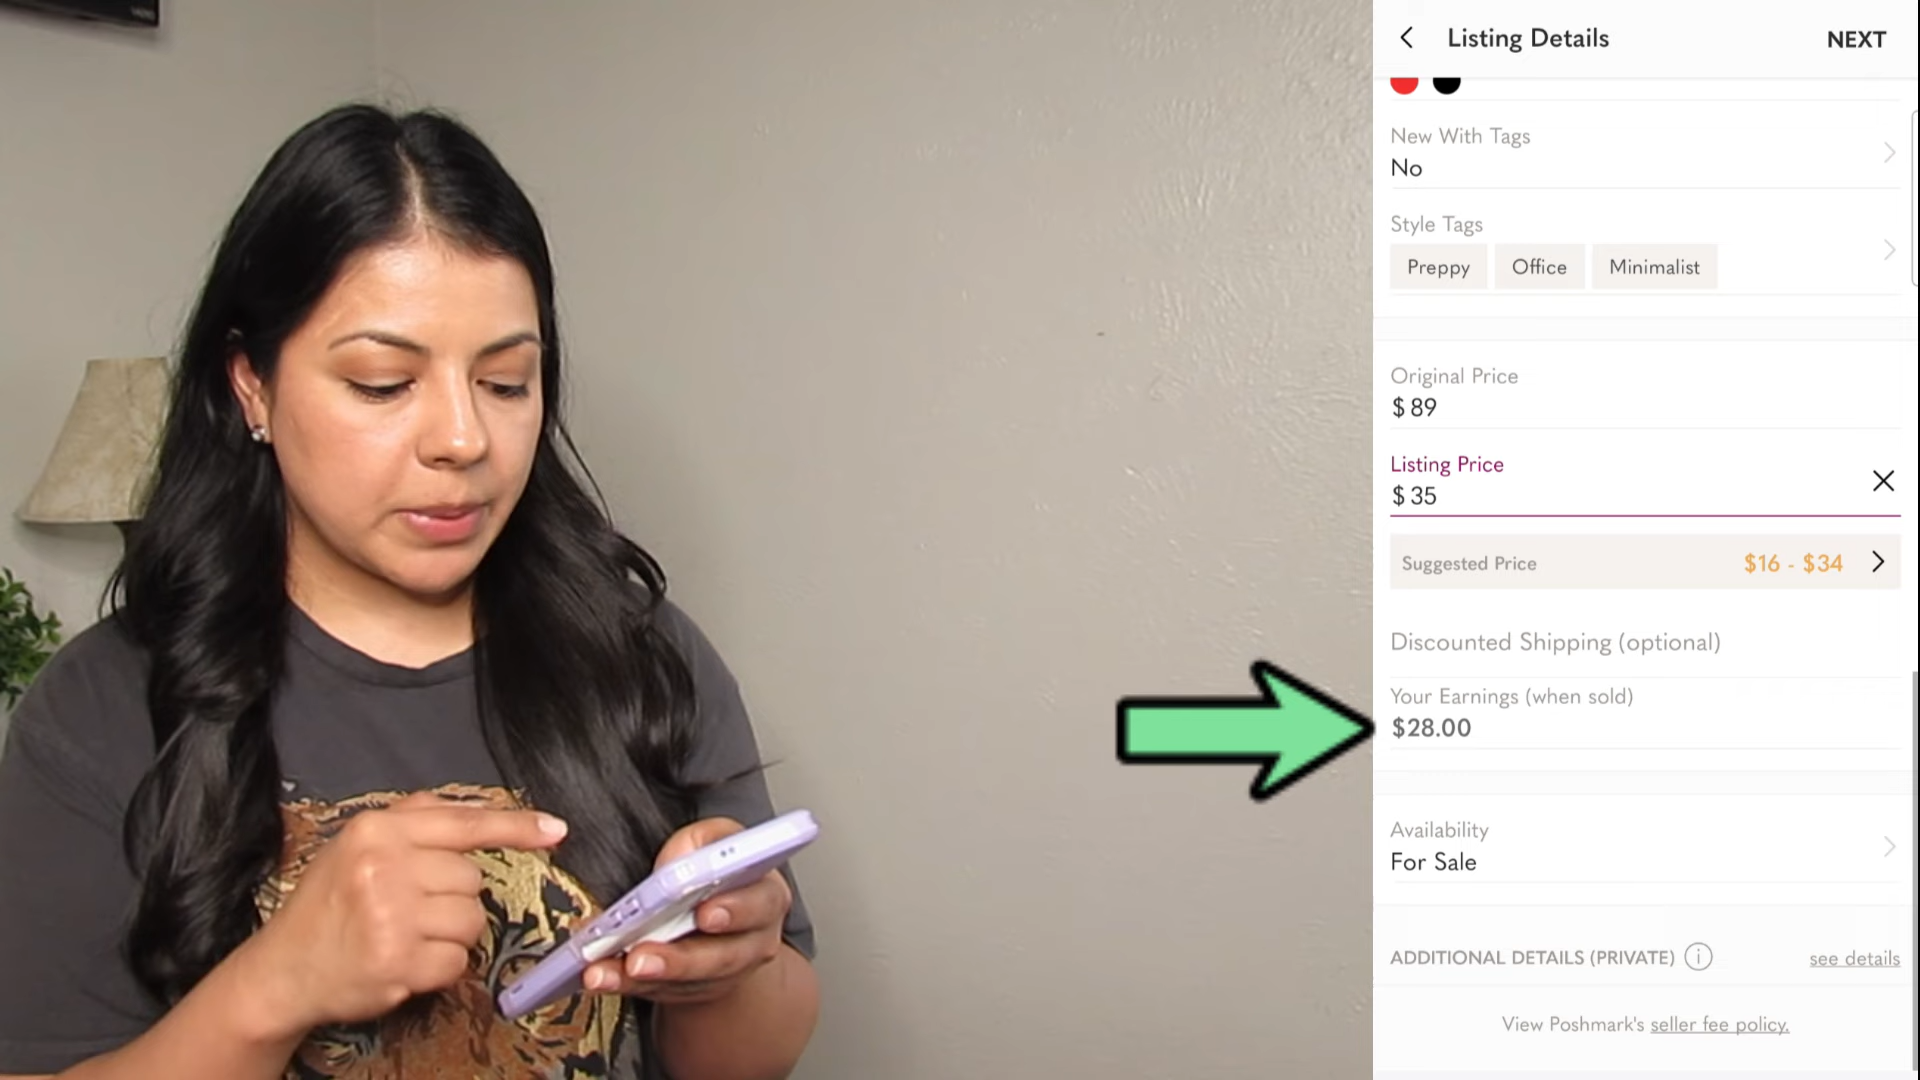 Listing Details
NEXT
New With Tags
No
Style Tags
Preppy Office Minimalist
Original Price
$ 89
Listing Price
$ 35
Suggested Price $16 - $34
Discounted Shipping (optional)
Your Earnings (when sold)
$28.00
Availability
For Sale
ADDITIONAL DETAILS (PRIVATE) i see details
View Poshmark's seller fee policy.